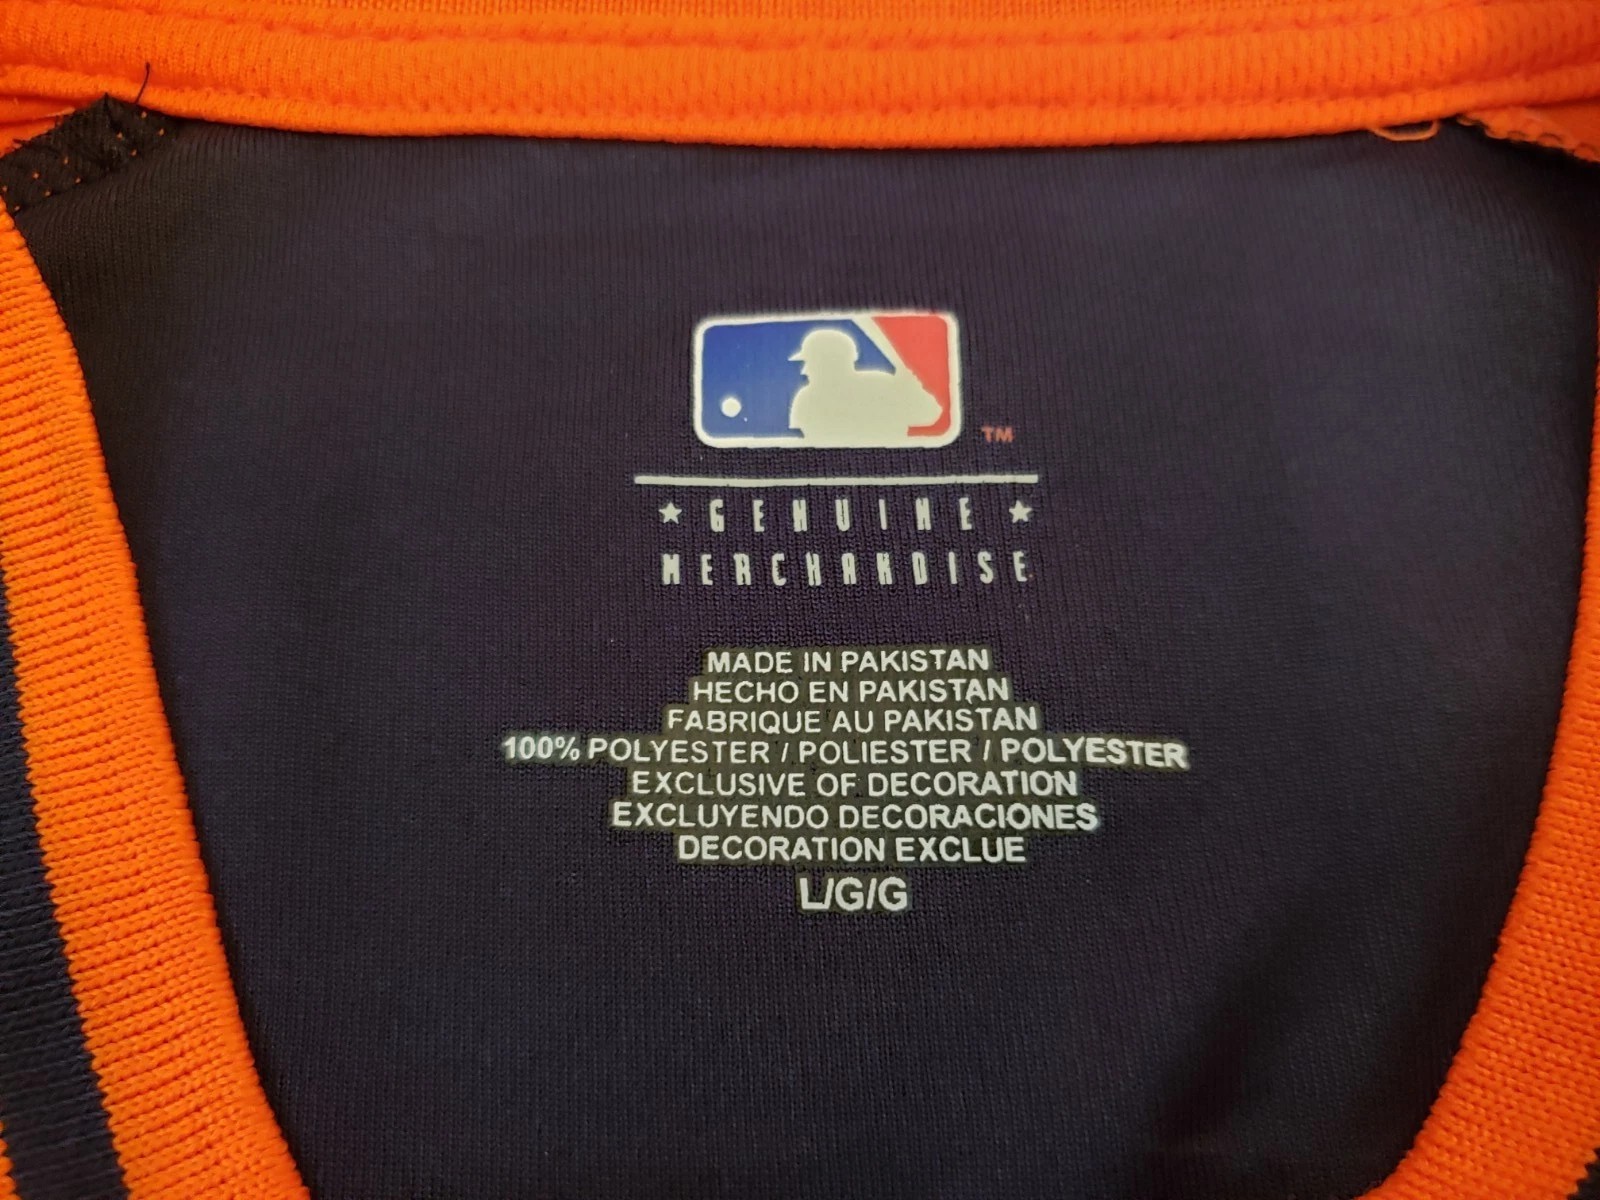 TM
★ GENUINE ★
MERCHANDISE
MADE IN PAKISTAN
HECHO EN PAKISTAN
FABRIQUE AU PAKISTAN
100% POLYESTER / POLIESTER / POLYESTER
EXCLUSIVE OF DECORATION
EXCLUYENDO DECORACIONES
DECORATION EXCLUE
L/G/G